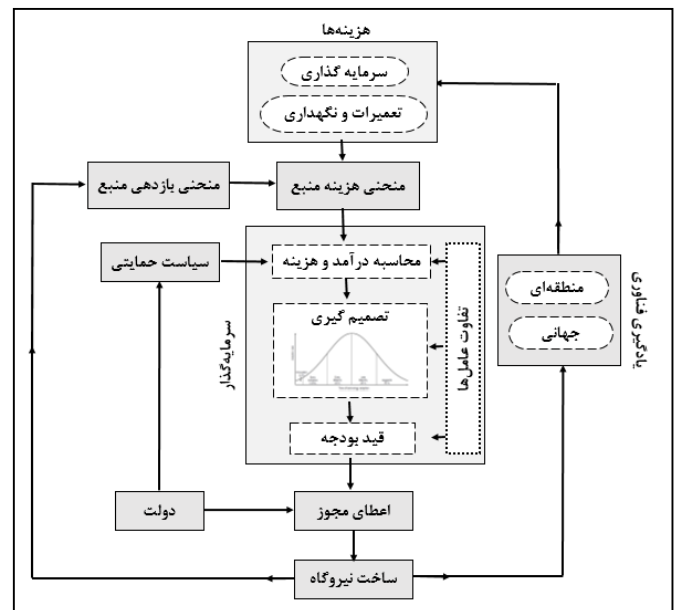 هزینه‌ها
سرمایه گذاری
تعمیرات و نگهداری
منحنی هزینه منبع
منحنی بازدهی منبع
سرمایه‌گذار
محاسبه درآمد و هزینه
سیاست حمایتی
تصمیم گیری
قید بودجه
تفاوت عامل‌ها
یادگیری فناوری
منطقه‌ای
جهانی
دولت
اعطای مجوز
ساخت نیروگاه